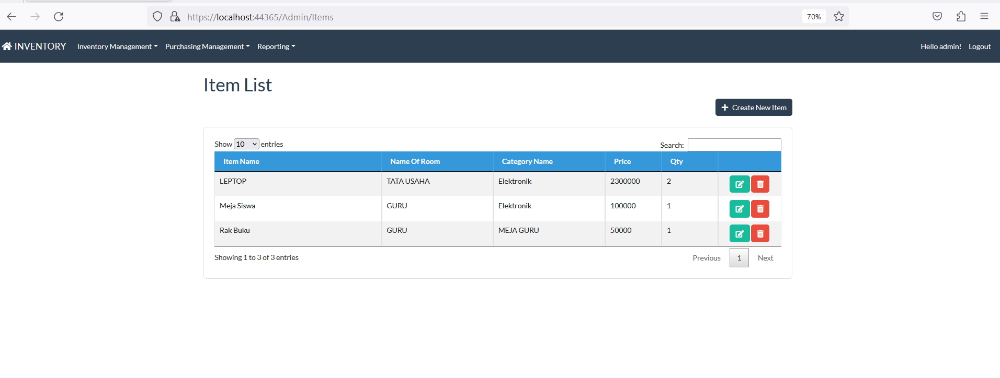 https://localhost:44365/Admin/Items 70%
INVENTORY Inventory Management Purchasing Management Reporting Hello admin! Logout
Item List
Create New Item
Show 10 entries Search:
Item Name Name Of Room Category Name Price Qty
LEPTOP TATA USAHA Elektronik 2300000 2
Meja Siswa GURU Elektronik 100000 1
Rak Buku GURU MEJA GURU 50000 1
Showing 1 to 3 of 3 entries Previous 1 Next